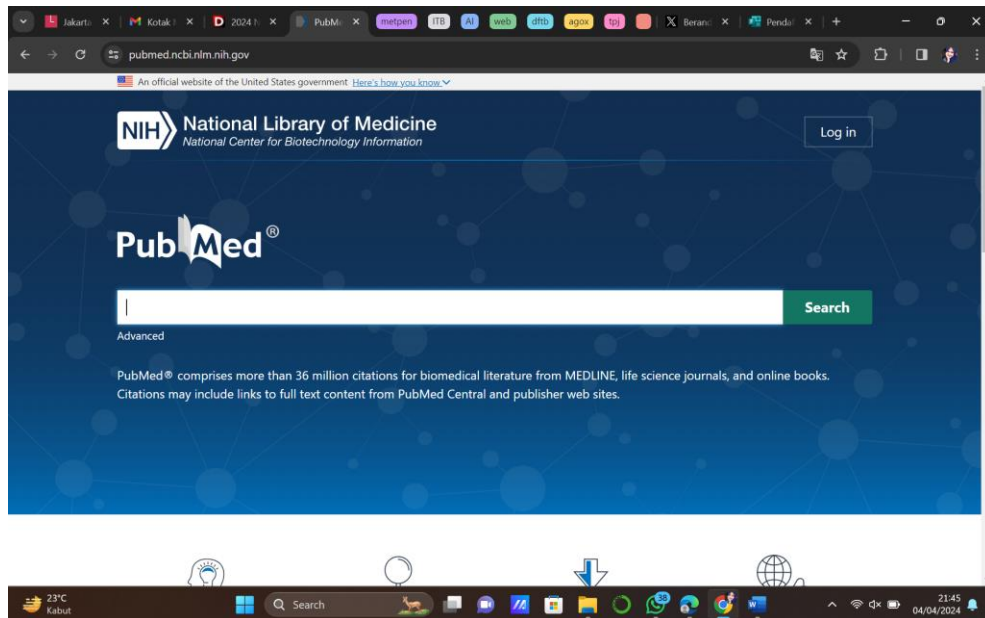 Jakarta
Kotak
2024 N
PubMe
metpen
ITB
AI
web
dftb
agox
tpj
Beran
Penda
pubmed.ncbi.nlm.nih.gov
An official website of the United States government Here's how you know
NIH
National Library of Medicine
National Center for Biotechnology Information
Log in
PubMed®
Search
Advanced
PubMed® comprises more than 36 million citations for biomedical literature from MEDLINE, life science journals, and online books.
Citations may include links to full text content from PubMed Central and publisher web sites.
23°C
Kabut
Search
38
21:45
04/04/2024